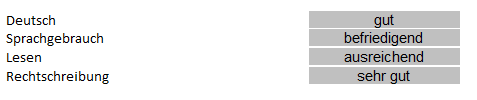 Deutsch gut
Sprachgebrauch befriedigend
Lesen ausreichend
Rechtschreibung sehr gut